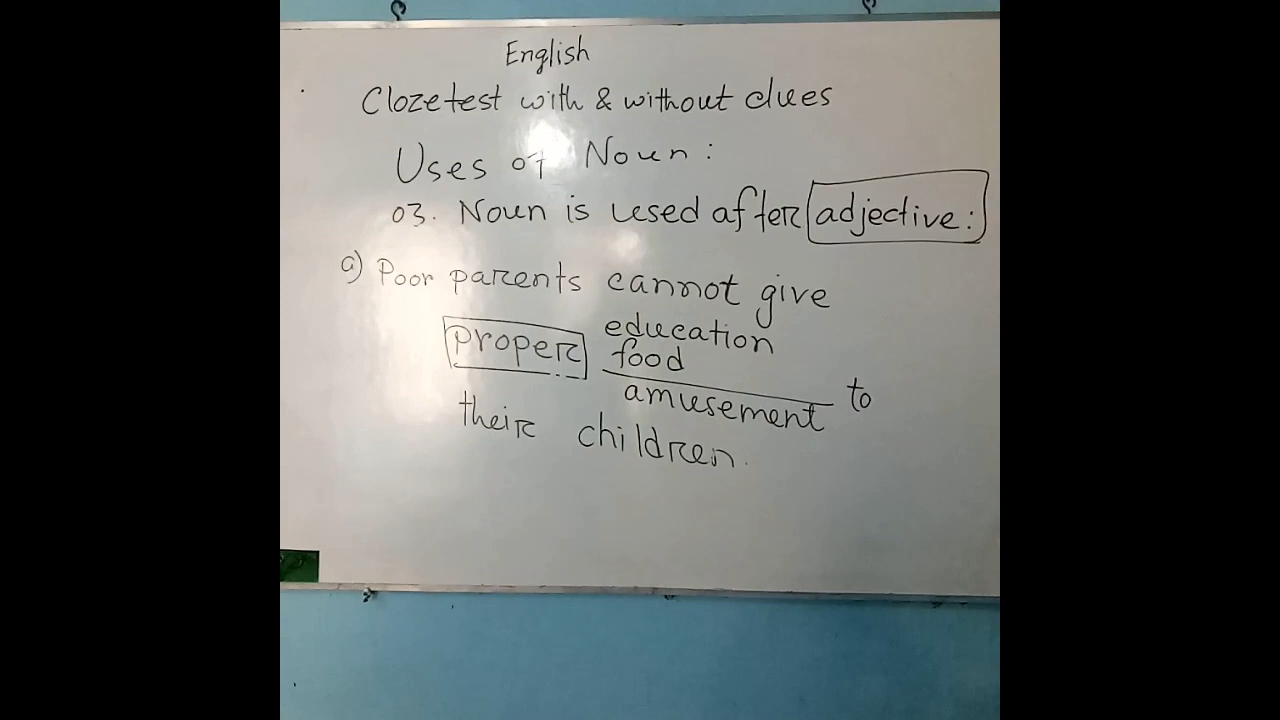 English
Clozetest with & without clues
Uses of Noun:
03. Noun is used after adjective:
a) Poor parents cannot give
proper education
food
amusement to
their children.